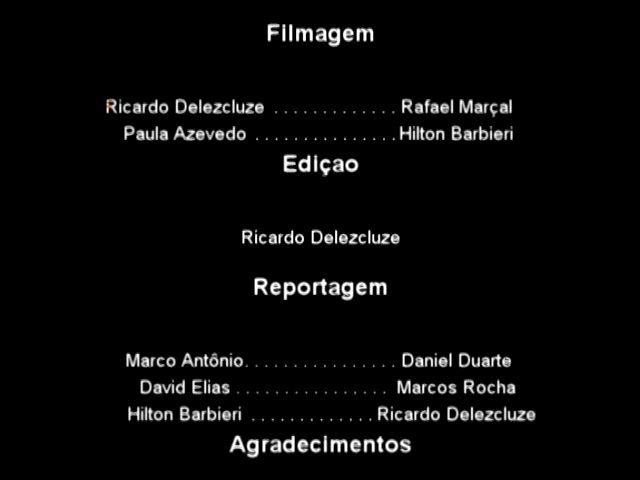 Filmagem
Ricardo Delezcluze ............. Rafael Marçal
Paula Azevedo ...............Hilton Barbieri
Ediçao
Ricardo Delezcluze
Reportagem
Marco Antônio................ Daniel Duarte
David Elias ................ Marcos Rocha
Hilton Barbieri .............Ricardo Delezcluze
Agradecimentos